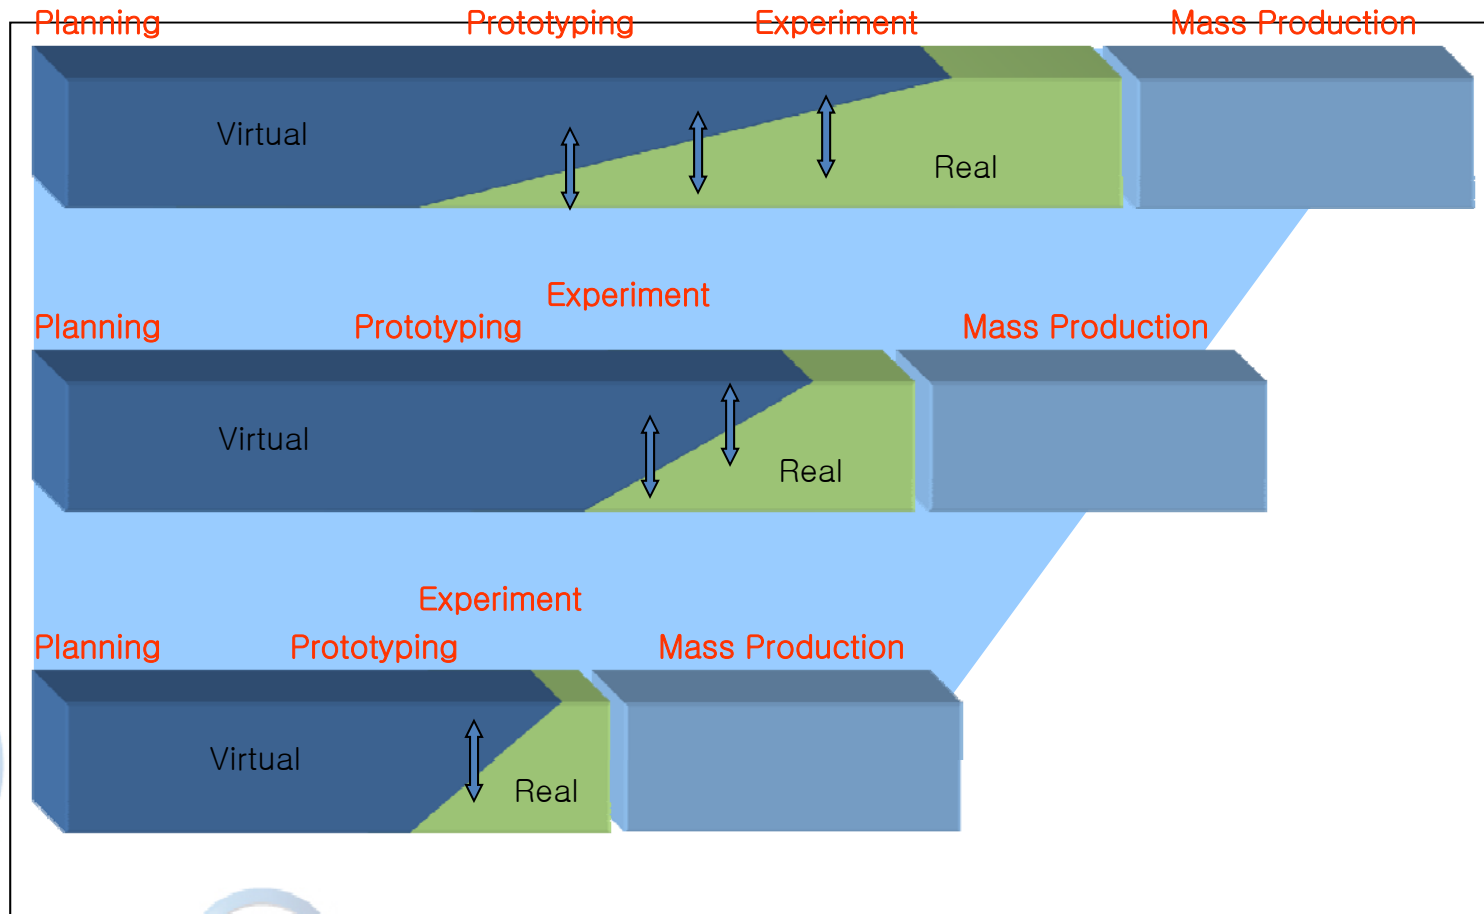 Planning Prototyping Experiment Mass Production
Virtual
Real
Experiment
Planning Prototyping Mass Production
Virtual
Real
Experiment
Planning Prototyping Mass Production
Virtual
Real